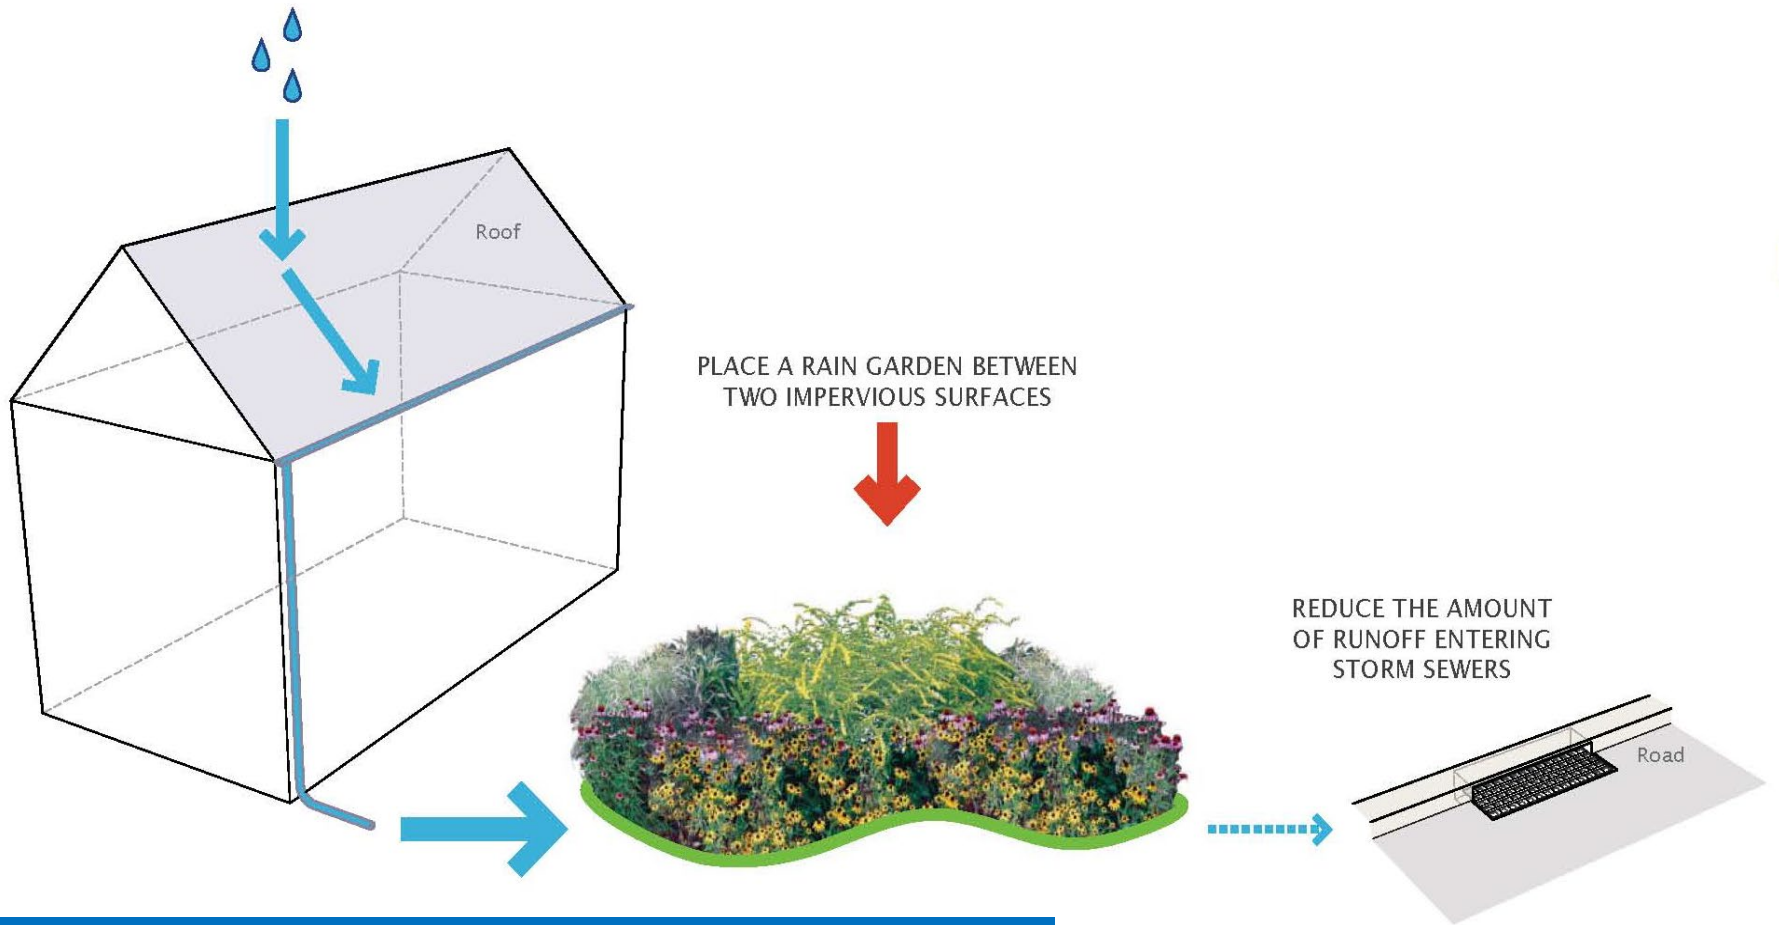 Roof
PLACE A RAIN GARDEN BETWEEN
TWO IMPERVIOUS SURFACES
REDUCE THE AMOUNT
OF RUNOFF ENTERING
STORM SEWERS
Road